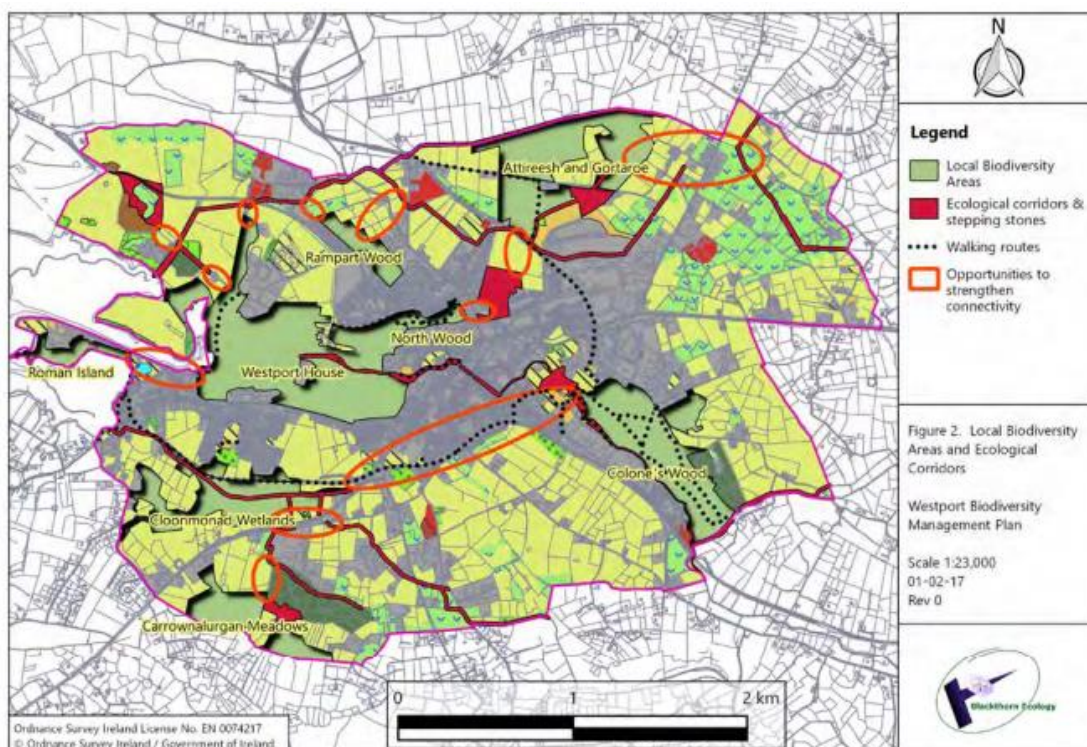 Attireesh and Gortaroe
Rampart Wood
North Wood
Roman Island
Westport House
Colone's Wood
Cloonmonad Wetlands
Carrownalurgan Meadows
0 1 2 km
Ordnance Survey Ireland License No. EN 0074217
© Ordnance Survey Ireland / Government of Ireland
N
Legend
Local Biodiversity
Areas
Ecological corridors &
stepping stones
Walking routes
Opportunities to
strengthen
connectivity
Figure 2. Local Biodiversity
Areas and Ecological
Corridors
Westport Biodiversity
Management Plan
Scale 1:23,000
01-02-17
Rev 0
Blackthorn Ecology